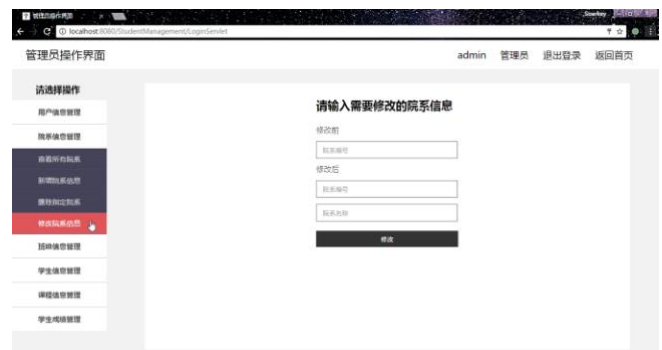 管理员操作界面
localhost:8080/StudentManagement/LoginServlet
管理员操作界面
admin 管理员 退出登录 返回首页
请选择操作
用户信息管理
院系信息管理
查看所有院系
新增院系信息
删除指定院系
修改院系信息
班级信息管理
学生信息管理
课程信息管理
学生成绩管理
请输入需要修改的院系信息
修改前
院系编号
修改后
院系编号
院系名称
修改